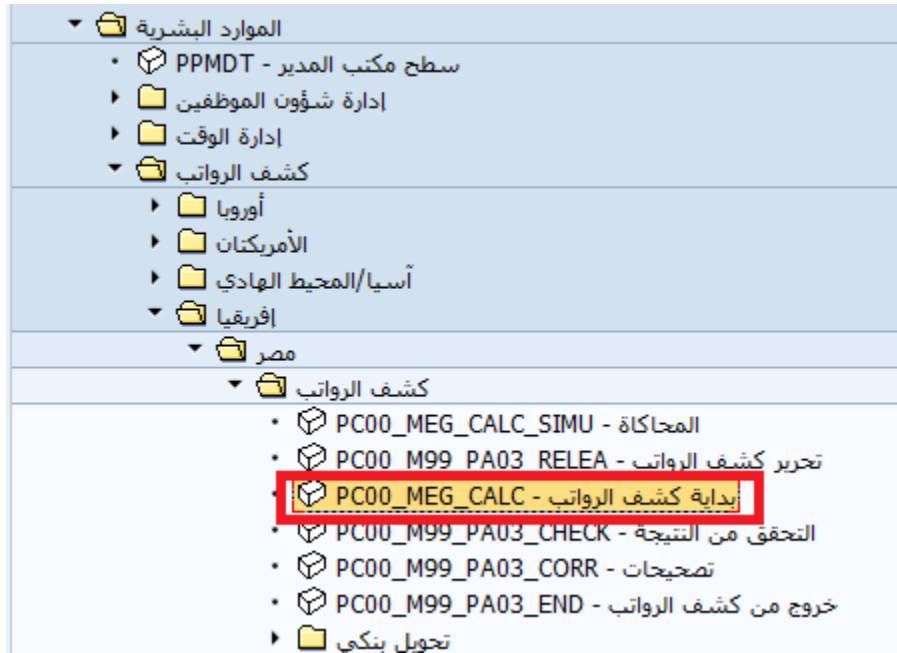 الموارد البشرية
سطح مكتب المدير - PPMDT
إدارة شؤون الموظفين
إدارة الوقت
كشف الرواتب
أوروبا
الأمريكتان
آسيا/المحيط الهادي
إفريقيا
مصر
كشف الرواتب
المحاكاة - PC00_MEG_CALC_SIMU
تحرير كشف الرواتب - PC00_M99_PA03_RELEA
بداية كشف الرواتب - PC00_MEG_CALC
التحقق من النتيجة - PC00_M99_PA03_CHECK
تصحيحات - PC00_M99_PA03_CORR
خروج من كشف الرواتب - PC00_M99_PA03_END
تحويل بنكي